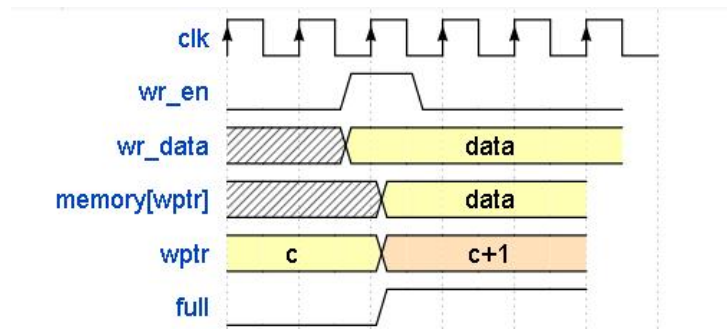 clk
wr_en
wr_data data
memory[wptr] data
wptr c c+1
full